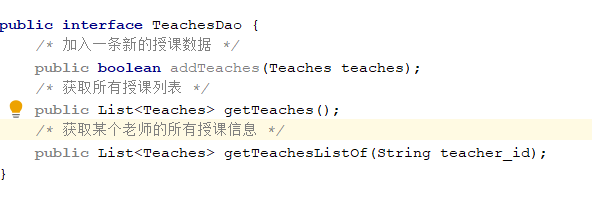 public interface TeachesDao {
/* 加入一条新的授课数据 */
public boolean addTeaches(Teaches teaches);
/* 获取所有授课列表 */
public List<Teaches> getTeaches();
/* 获取某个老师的所有授课信息 */
public List<Teaches> getTeachesListOf(String teacher_id);
}